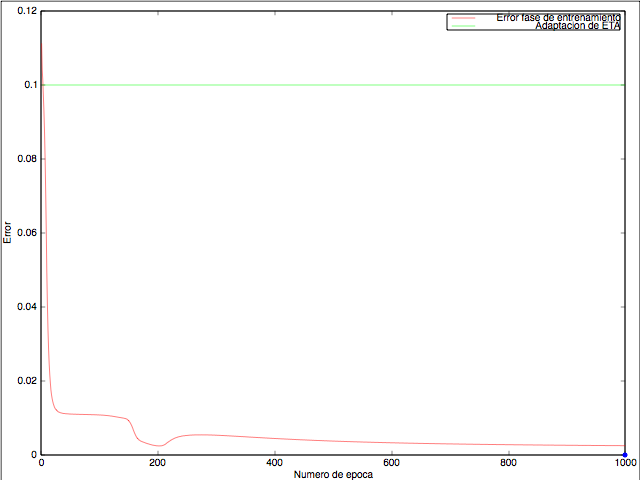 0.12
Error fase de entrenamiento
Adaptacion de ETA
0.1
0.08
0.06
Error
0.04
0.02
0
0 200 400 600 800 1000
Numero de epoca